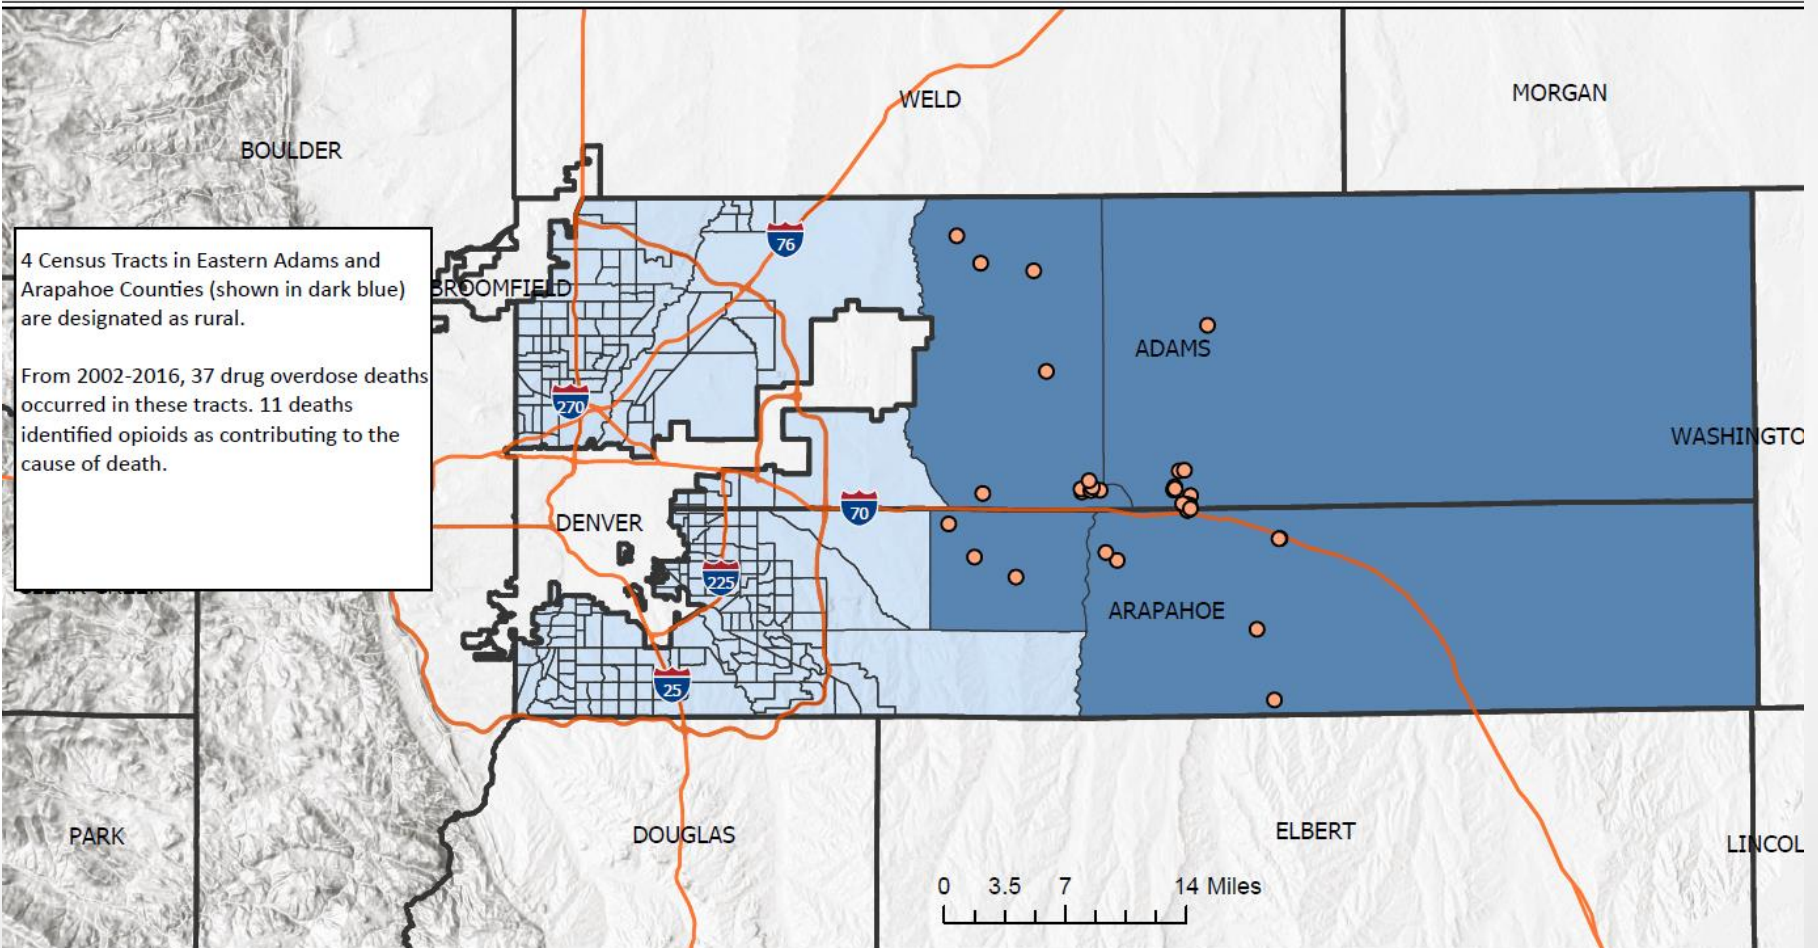 WELD
MORGAN
BOULDER
76
4 Census Tracts in Eastern Adams and
Arapahoe Counties (shown in dark blue)
are designated as rural.
From 2002-2016, 37 drug overdose deaths
occurred in these tracts. 11 deaths
identified opioids as contributing to the
cause of death.
BROOMFIELD
ADAMS
270
WASHINGTO
70
DENVER
225
ARAPAHOE
25
PARK
DOUGLAS
ELBERT
LINCOL
0 3.5 7 14 Miles